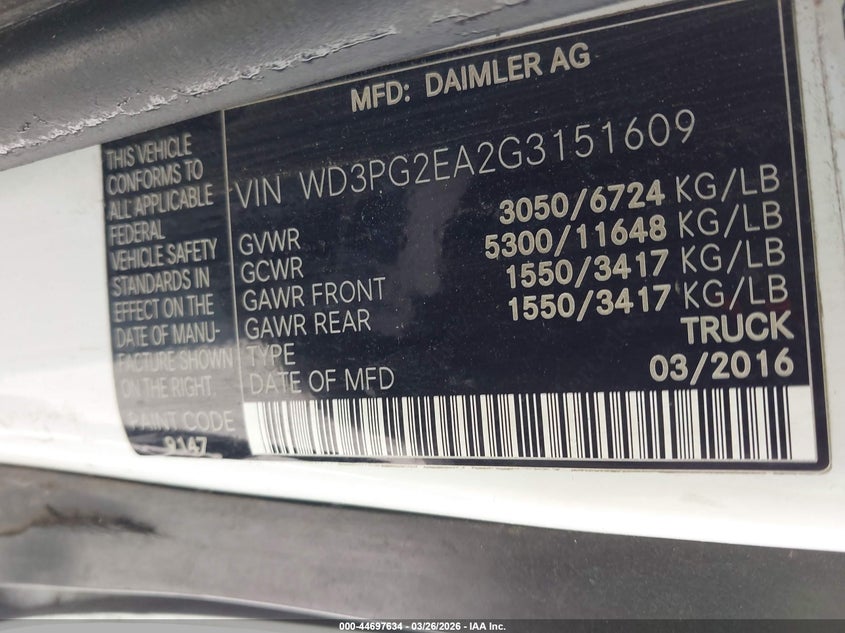 MFD: DAIMLER AG
THIS VEHICLE
CONFORMS TO
ALL APPLICABLE
FEDERAL
VEHICLE SAFETY
STANDARDS IN
EFFECT ON THE
DATE OF MANU-
FACTURE SHOWN
ON THE RIGHT.
PAINT CODE
9147
VIN WD3PG2EA2G3151609
GVWR 3050/6724 KG/LB
GCWR 5300/11648 KG/LB
GAWR FRONT 1550/3417 KG/LB
GAWR REAR 1550/3417 KG/LB
TYPE TRUCK
DATE OF MFD 03/2016
000-44697634 - 03/26/2026 - IAA Inc.